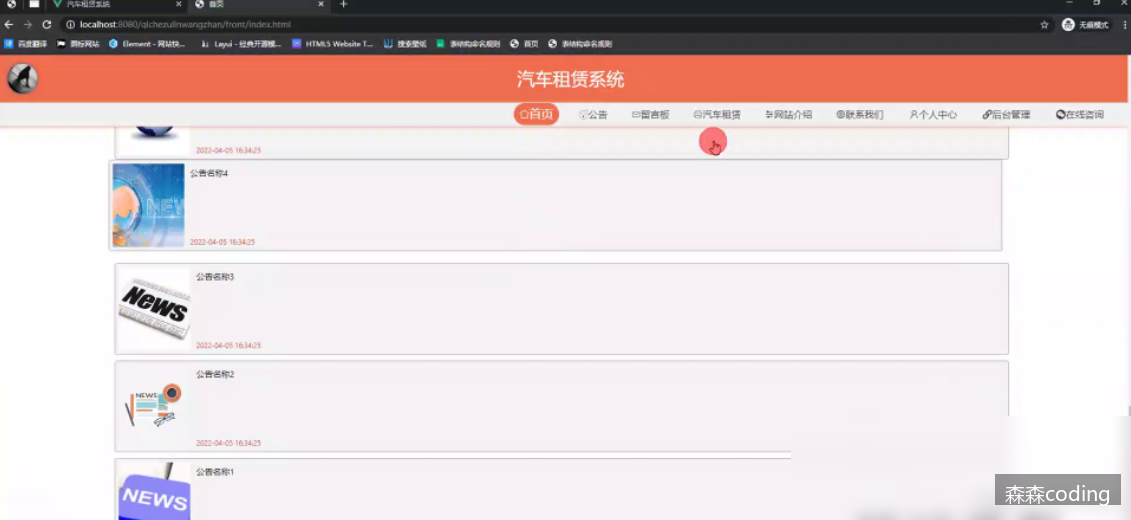 汽车租赁系统 首页
localhost:8080/qichezulinwangzhan/front/index.html 无痕模式
百度翻译 图标网站 Element - 网站快... Layui - 经典开源模... HTML5 Website T... 搜索壁纸 表结构命名规则 首页 表结构命名规则
汽车租赁系统
首页 公告 留言板 汽车租赁 网站介绍 联系我们 个人中心 后台管理 在线咨询
2022-04-05 16:34:25
公告名称4
NEW
2022-04-05 16:34:25
公告名称3
News
2022-04-05 16:34:25
公告名称2
NEWS
2022-04-05 16:34:25
公告名称1
NEWS
森森coding